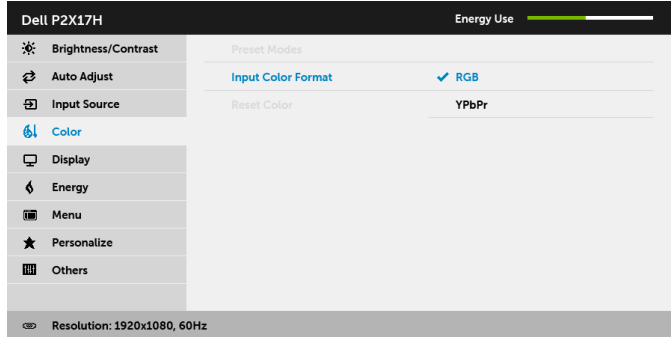 Dell P2X17H
Energy Use
Brightness/Contrast
Preset Modes
Auto Adjust
Input Color Format
RGB
Input Source
Reset Color
YPbPr
Color
Display
Energy
Menu
Personalize
Others
Resolution: 1920x1080, 60Hz